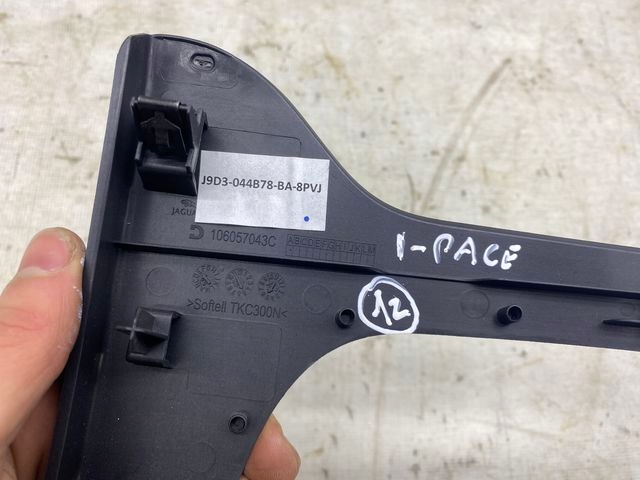 J9D3-044B78-BA-8PVJ
106057043C
ABCDEFGHIJKLM
I-PACE
12
>Softell TKC300N<